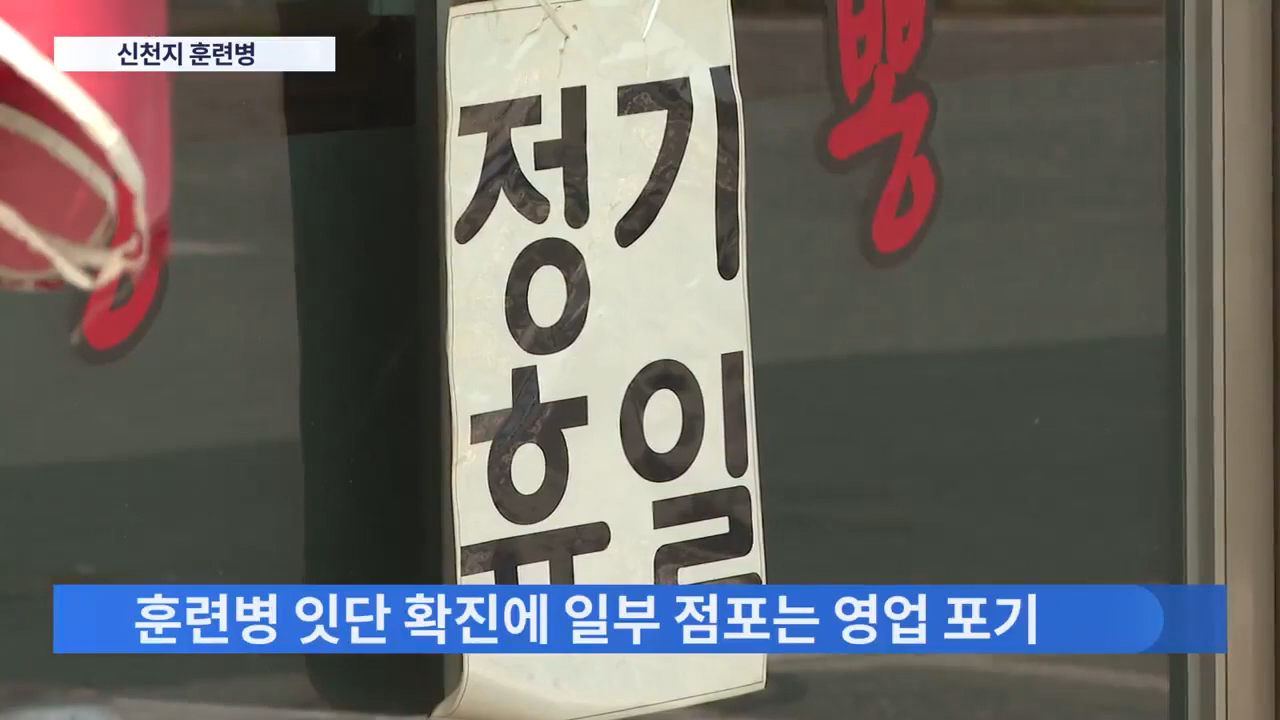 신천지 훈련병
정기
휴일
뽕
훈련병 잇단 확진에 일부 점포는 영업 포기